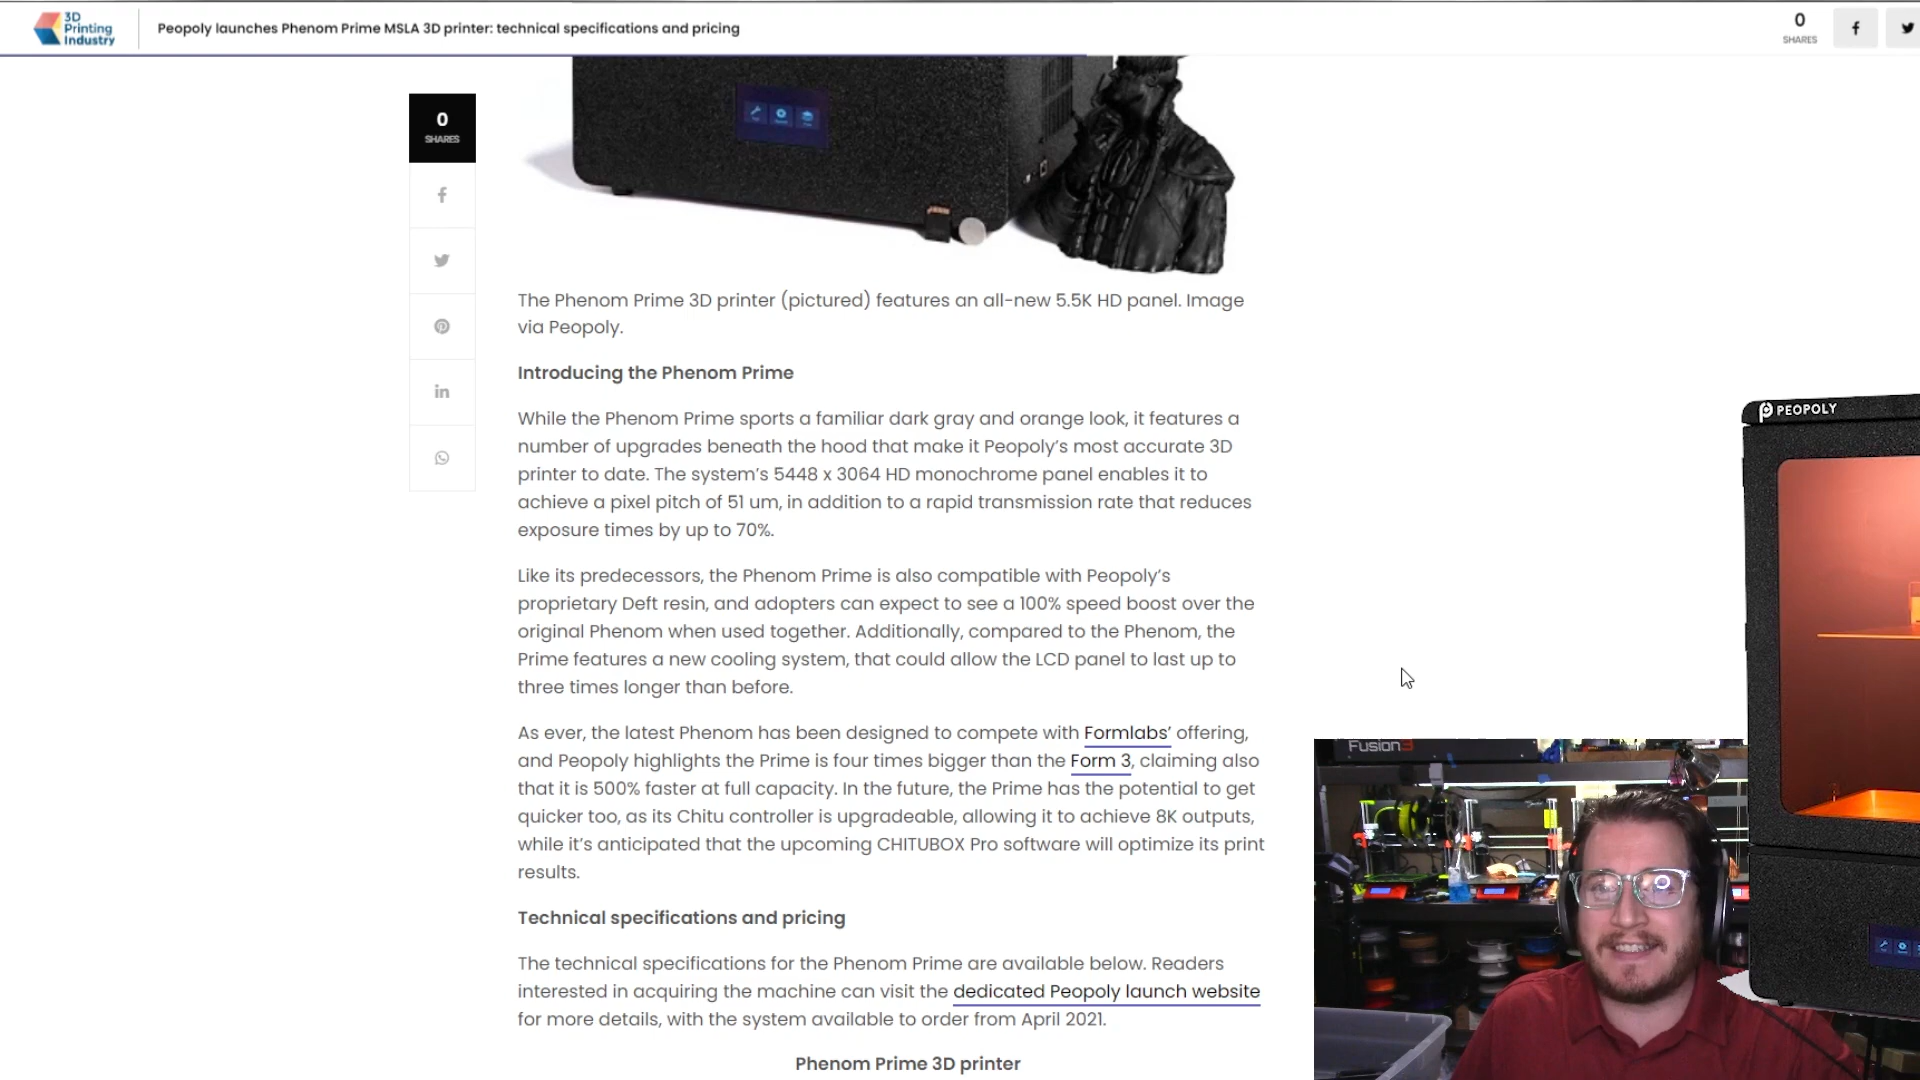 3D
Printing
Industry
Peopoly launches Phenom Prime MSLA 3D printer: technical specifications and pricing
0
SHARES
0
SHARES
The Phenom Prime 3D printer (pictured) features an all-new 5.5K HD panel. Image
via Peopoly.
Introducing the Phenom Prime
While the Phenom Prime sports a familiar dark gray and orange look, it features a
number of upgrades beneath the hood that make it Peopoly’s most accurate 3D
printer to date. The system’s 5448 x 3064 HD monochrome panel enables it to
achieve a pixel pitch of 51 um, in addition to a rapid transmission rate that reduces
exposure times by up to 70%.
Like its predecessors, the Phenom Prime is also compatible with Peopoly’s
proprietary Deft resin, and adopters can expect to see a 100% speed boost over the
original Phenom when used together. Additionally, compared to the Phenom, the
Prime features a new cooling system, that could allow the LCD panel to last up to
three times longer than before.
As ever, the latest Phenom has been designed to compete with Formlabs’ offering,
and Peopoly highlights the Prime is four times bigger than the Form 3, claiming also
that it is 500% faster at full capacity. In the future, the Prime has the potential to get
quicker too, as its Chitu controller is upgradeable, allowing it to achieve 8K outputs,
while it’s anticipated that the upcoming CHITUBOX Pro software will optimize its print
results.
Technical specifications and pricing
The technical specifications for the Phenom Prime are available below. Readers
interested in acquiring the machine can visit the dedicated Peopoly launch website
for more details, with the system available to order from April 2021.
Phenom Prime 3D printer
PEOPOLY
Fusion3